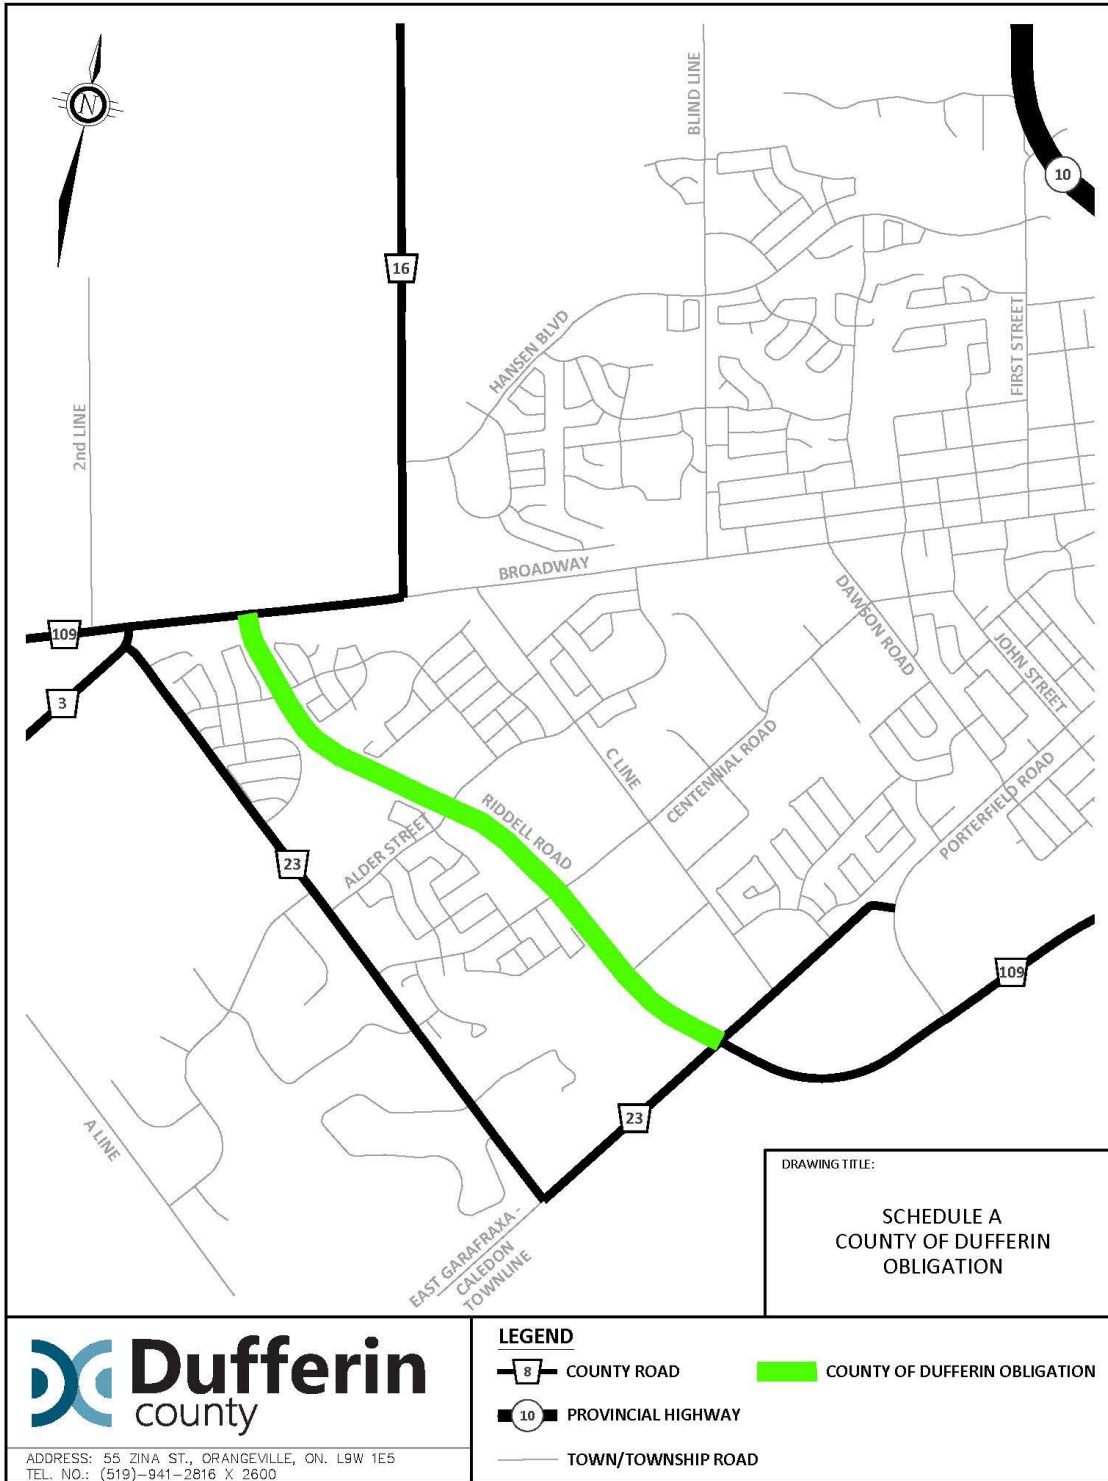 N
BLIND LINE
10
16
HANSEN BLVD
FIRST STREET
2nd LINE
BROADWAY
DAWSON ROAD
109
JOHN STREET
3
C LINE
CENTENNIAL ROAD
PORTERFIELD ROAD
RIDDELL ROAD
ALDER STREET
23
109
A LINE
23
EAST GARAFRAXA -
CALEDON
TOWNLINE
DRAWING TITLE:
SCHEDULE A
COUNTY OF DUFFERIN
OBLIGATION
Dufferin
county
ADDRESS: 55 ZINA ST., ORANGEVILLE, ON. L9W 1E5
TEL. NO.: (519)-941-2816 X 2600
LEGEND
8 COUNTY ROAD
COUNTY OF DUFFERIN OBLIGATION
10 PROVINCIAL HIGHWAY
TOWN/TOWNSHIP ROAD